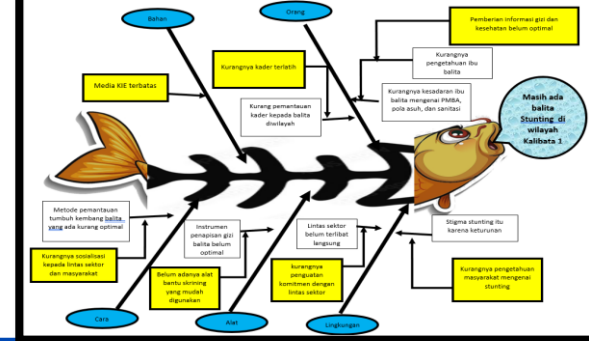 Bahan
Orang
Pemberian informasi gizi dan
kesehatan belum optimal
Kurangnya
pengetahuan ibu
balita
Kurangnya kader terlatih
Media KIE terbatas
Kurang pementauan
kader kepada balita
diwilayah
Kurangnya kesadaran ibu
balita mengenai PMBA,
pola asuh, dan sanitasi
Masih ada
balita
Stunting di
wilayah
Kalibata 1
Metode pemantauan
tumbuh kembang balita
yang ada kurang optimal
Kurangnya sosialisasi
kepada lintas sektor
dan masyarakat
Instrumen
penapisan gizi
balita belum
optimal
Belum adanya alat
bantu skrining
yang mudah
digunakan
Lintas sektor
belum terlibat
langsung
kurangnya
penguatan
komitmen dengan
lintas sektor
Stigma stunting itu
karena keturunan
Kurangnya pengetahuan
masyarakat mengenai
stunting
Cara
Alat
Lingkungan